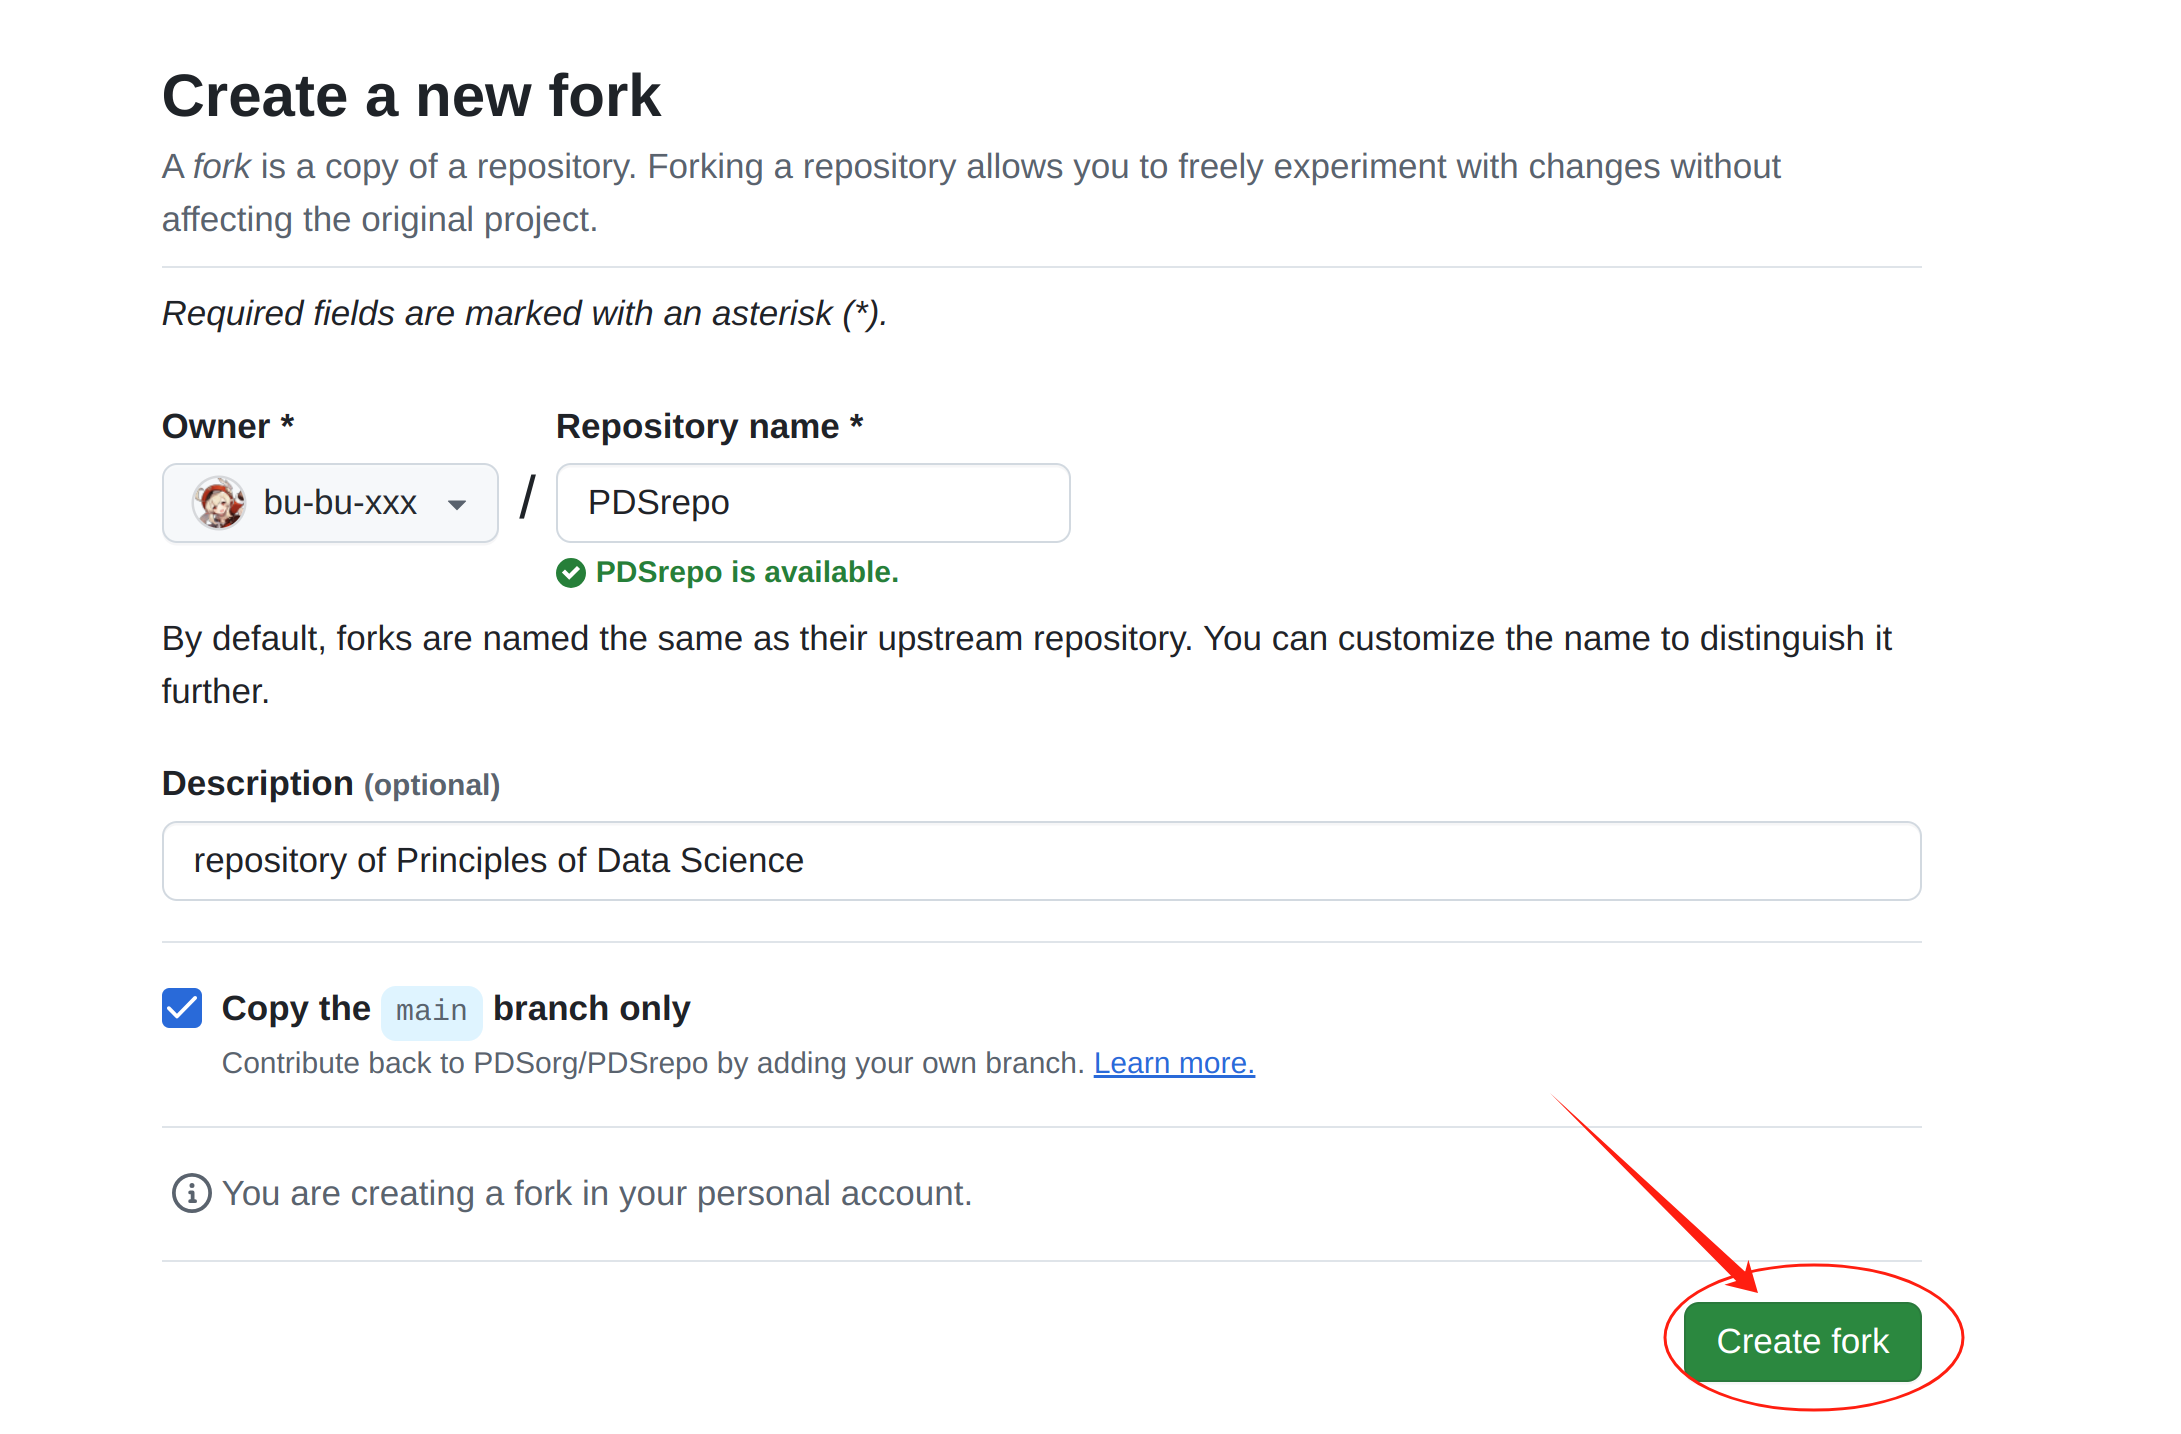 Create a new fork
A fork is a copy of a repository. Forking a repository allows you to freely experiment with changes without
affecting the original project.
Required fields are marked with an asterisk (*).
Owner * Repository name *
bu-bu-xxx / PDSrepo
PDSrepo is available.
By default, forks are named the same as their upstream repository. You can customize the name to distinguish it
further.
Description (optional)
repository of Principles of Data Science
Copy the main branch only
Contribute back to PDSorg/PDSrepo by adding your own branch. Learn more.
You are creating a fork in your personal account.
Create fork